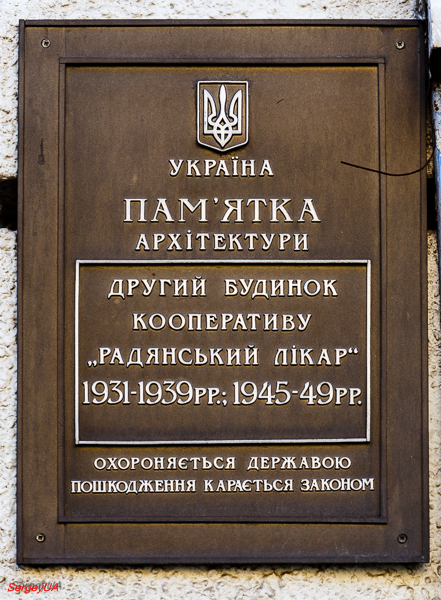 УКРАЇНА
ПАМ'ЯТКА
АРХІТЕКТУРИ
ДРУГИЙ БУДИНОК
КООПЕРАТИВУ
„РАДЯНСЬКИЙ ЛІКАР“
1931-1939РР.; 1945-49РР.
ОХОРОНЯЄТЬСЯ ДЕРЖАВОЮ
ПОШКОДЖЕННЯ КАРАЄТЬСЯ ЗАКОНОМ
Serge,UA